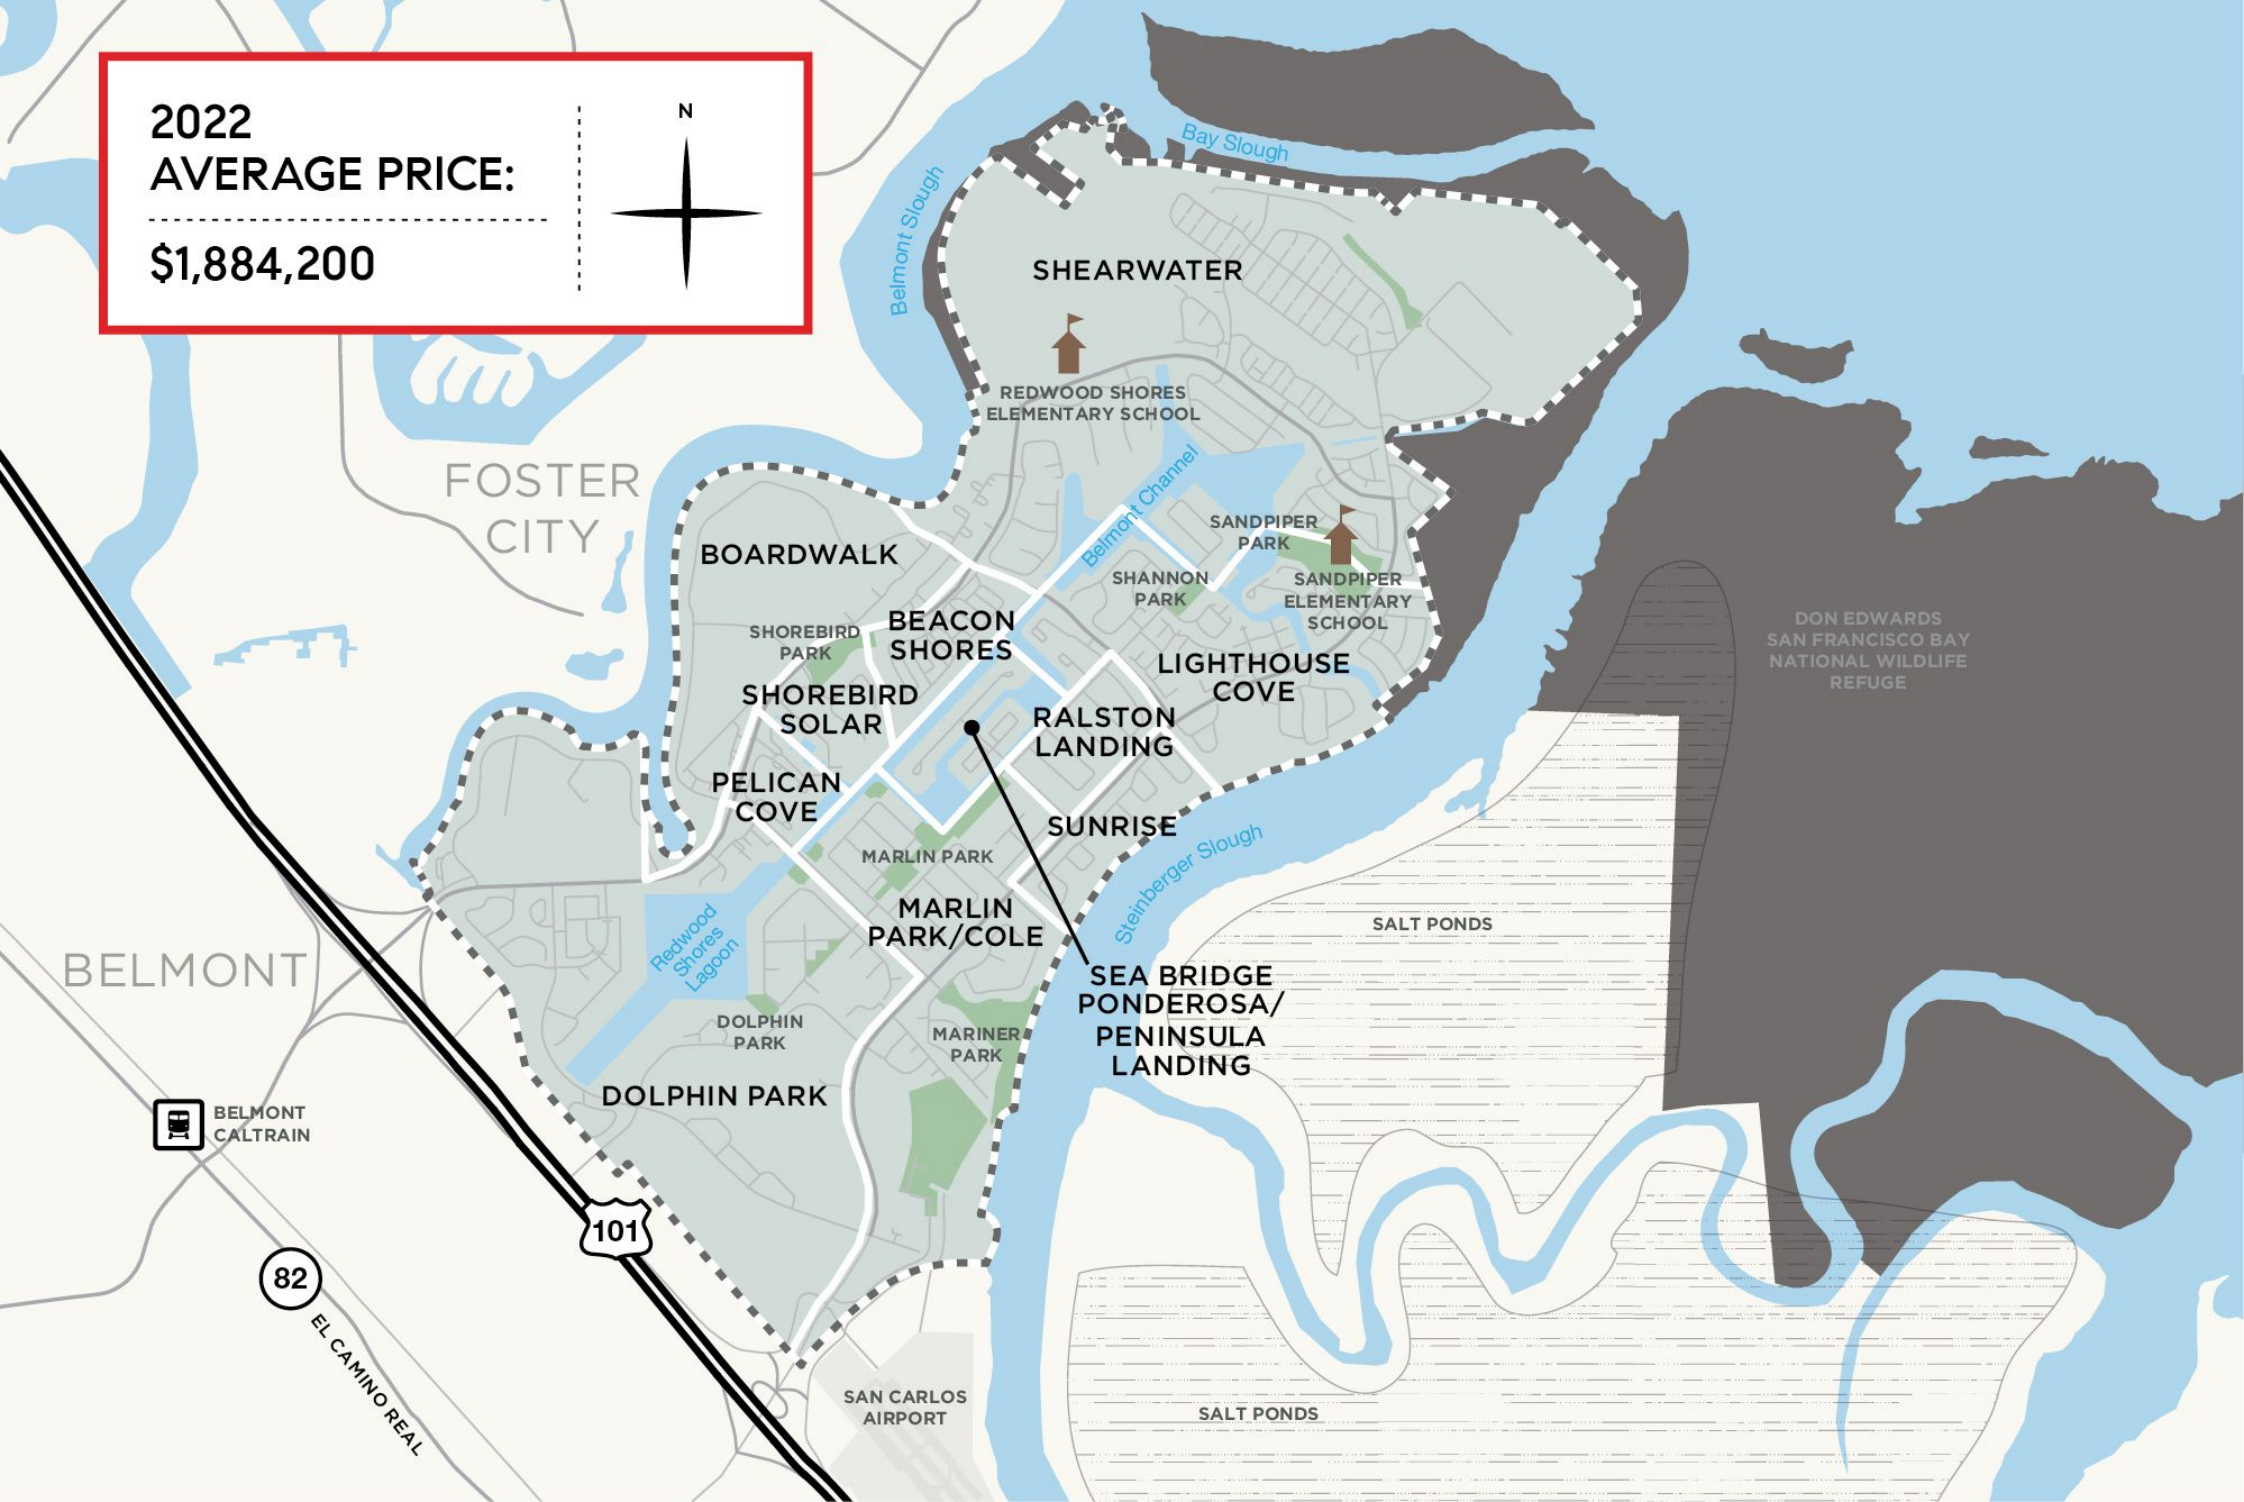 2022
AVERAGE PRICE:
$1,884,200
N
Bay Slough
Belmont Slough
SHEARWATER
REDWOOD SHORES
ELEMENTARY SCHOOL
FOSTER
CITY
Belmont Channel
BOARDWALK
SANDPIPER
PARK
SHANNON
PARK
SANDPIPER
ELEMENTARY
SCHOOL
BEACON
SHORES
SHOREBIRD
PARK
DON EDWARDS
SAN FRANCISCO BAY
NATIONAL WILDLIFE
REFUGE
LIGHTHOUSE
COVE
SHOREBIRD
SOLAR
RALSTON
LANDING
PELICAN
COVE
SUNRISE
Steinberger Slough
MARLIN PARK
MARLIN
PARK/COLE
SALT PONDS
Redwood
Shores
Lagoon
BELMONT
SEA BRIDGE
PONDEROSA/
PENINSULA
LANDING
DOLPHIN
PARK
MARINER
PARK
DOLPHIN PARK
BELMONT
CALTRAIN
101
82
EL CAMINO REAL
SAN CARLOS
AIRPORT
SALT PONDS